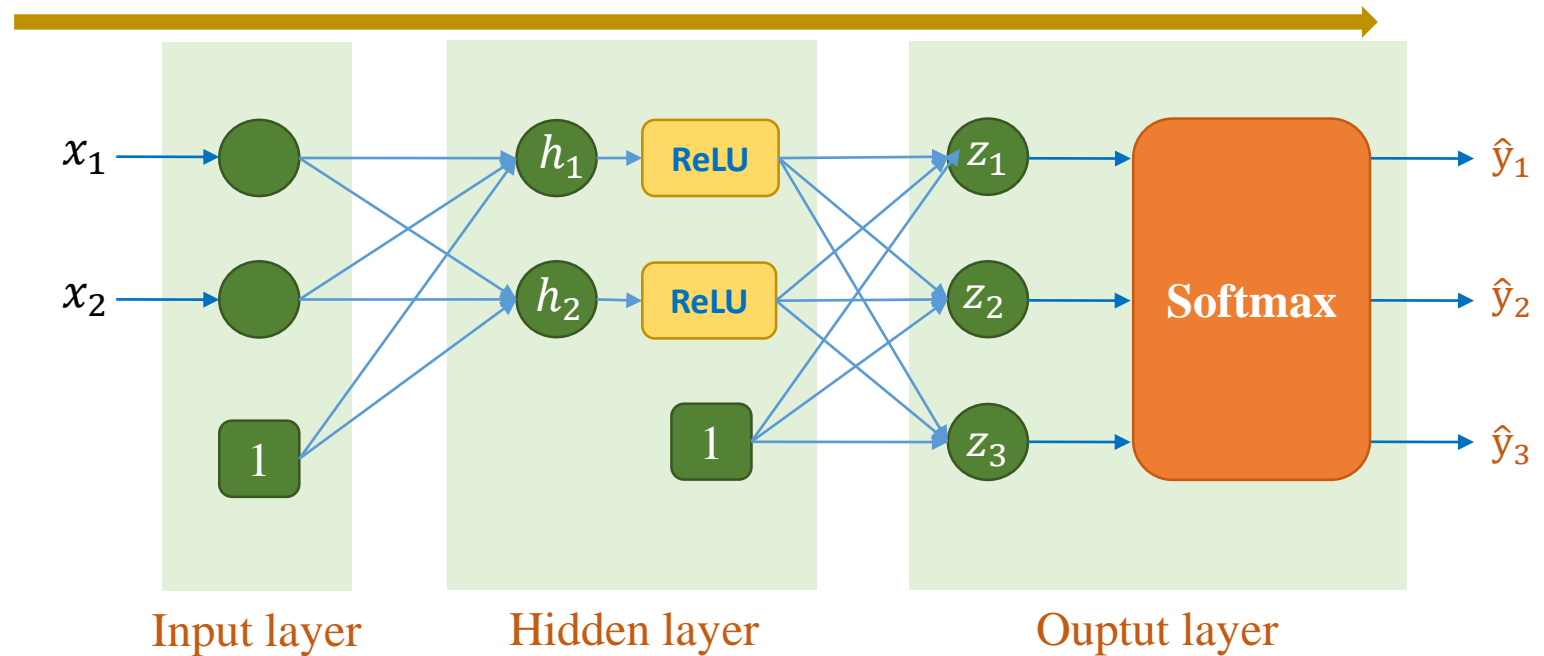 x₁ h₁ ReLU z₁ ŷ₁
x₂ h₂ ReLU z₂ Softmax ŷ₂
1 1 z₃ ŷ₃
Input layer Hidden layer Ouptut layer